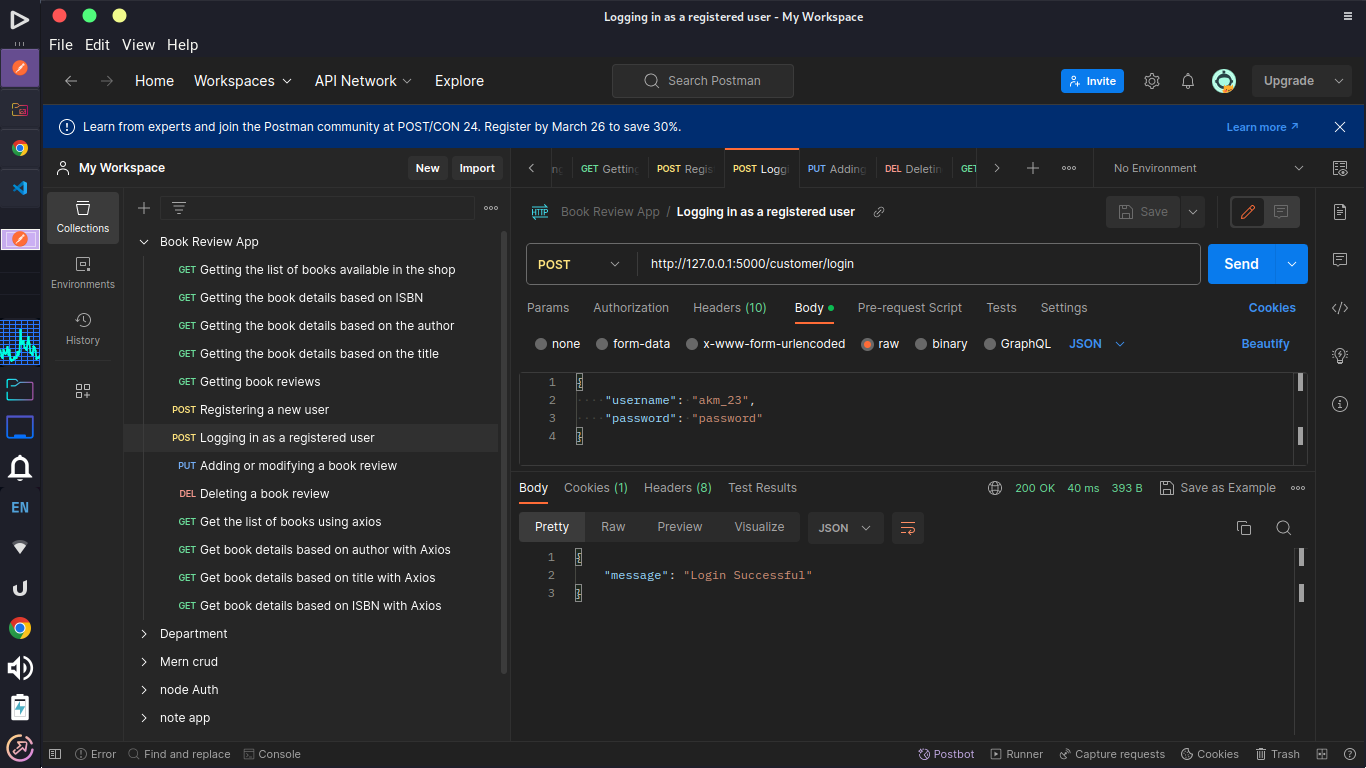 Logging in as a registered user - My Workspace
File Edit View Help
Home Workspaces API Network Explore Search Postman Invite Upgrade
Learn from experts and join the Postman community at POST/CON 24. Register by March 26 to save 30%. Learn more
My Workspace New Import
GET Getting POST Regis POST Loggi PUT Adding DEL Deletin GET No Environment
Collections
Environments
History
Book Review App
GET Getting the list of books available in the shop
GET Getting the book details based on ISBN
GET Getting the book details based on the author
GET Getting the book details based on the title
GET Getting book reviews
POST Registering a new user
POST Logging in as a registered user
PUT Adding or modifying a book review
DEL Deleting a book review
GET Get the list of books using axios
GET Get book details based on author with Axios
GET Get book details based on title with Axios
GET Get book details based on ISBN with Axios
Department
Mern crud
node Auth
note app
HTTP Book Review App / Logging in as a registered user Save
POST http://127.0.0.1:5000/customer/login Send
Params Authorization Headers (10) Body Pre-request Script Tests Settings Cookies
none form-data x-www-form-urlencoded raw binary GraphQL JSON Beautify
1 {
2 "username": "akm_23",
3 "password": "password"
4 }
Body Cookies (1) Headers (8) Test Results 200 OK 40 ms 393 B Save as Example
Pretty Raw Preview Visualize JSON
1 {
2 "message": "Login Successful"
3 }
EN
Error Find and replace Console Postbot Runner Capture requests Cookies Trash